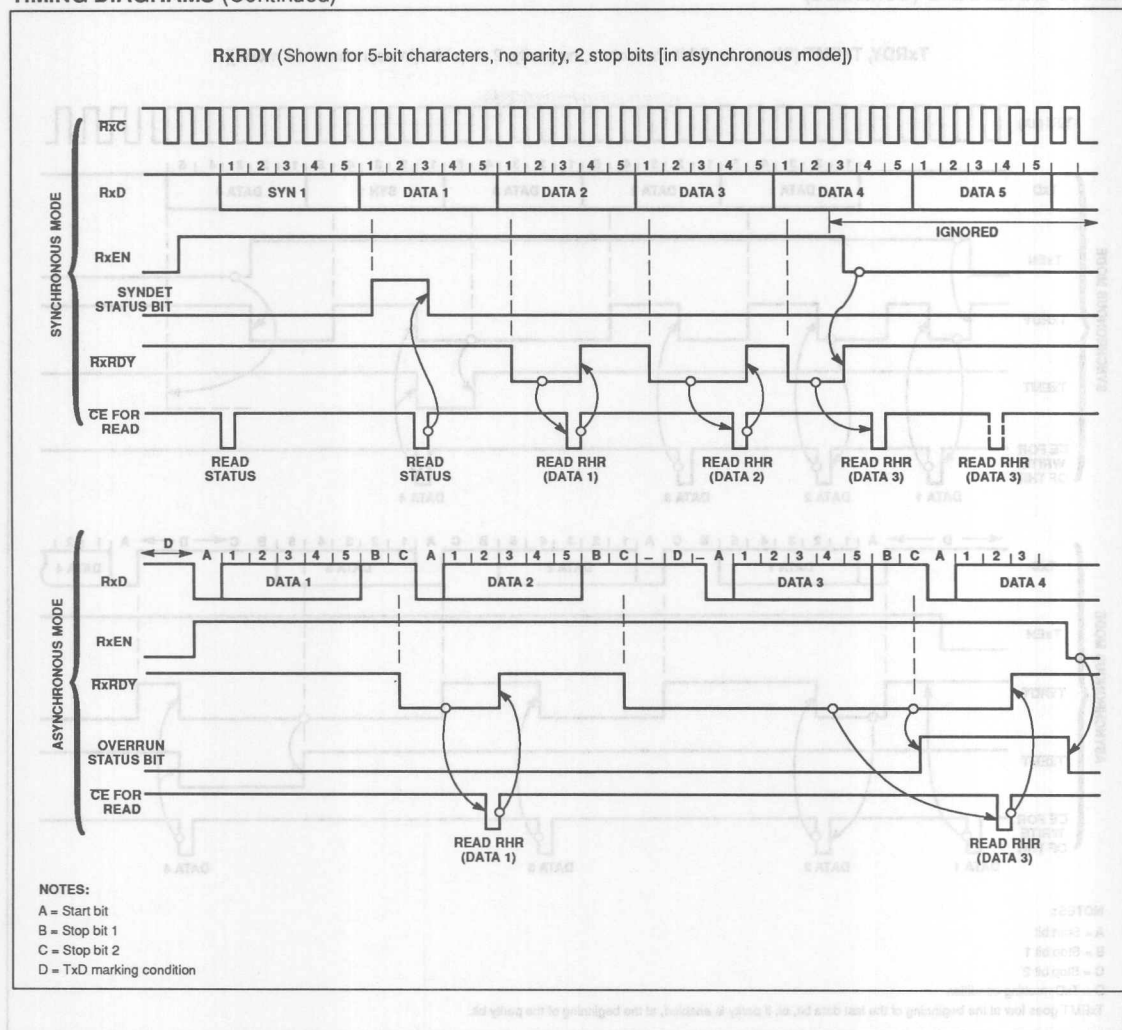 TIMING DIAGRAMS (Continued)
RxRDY (Shown for 5-bit characters, no parity, 2 stop bits [in asynchronous mode])
SYNCHRONOUS MODE
RxC
1 2 3 4 5 1 2 3 4 5 1 2 3 4 5 1 2 3 4 5 1 2 3 4 5 1 2 3 4 5
RxD SYN 1 DATA 1 DATA 2 DATA 3 DATA 4 DATA 5
IGNORED
RxEN
SYNDET
STATUS BIT
RxRDY
CE FOR
READ
READ STATUS
READ STATUS
READ RHR (DATA 1)
READ RHR (DATA 2)
READ RHR (DATA 3)
READ RHR (DATA 3)
ASYNCHRONOUS MODE
D A 1 2 3 4 5 B C A 1 2 3 4 5 B C D A 1 2 3 4 5 B C A 1 2 3
RxD DATA 1 DATA 2 DATA 3 DATA 4
RxEN
RxRDY
OVERRUN
STATUS BIT
CE FOR
READ
READ RHR (DATA 1)
READ RHR (DATA 3)
NOTES:
A = Start bit
B = Stop bit 1
C = Stop bit 2
D = TxD marking condition